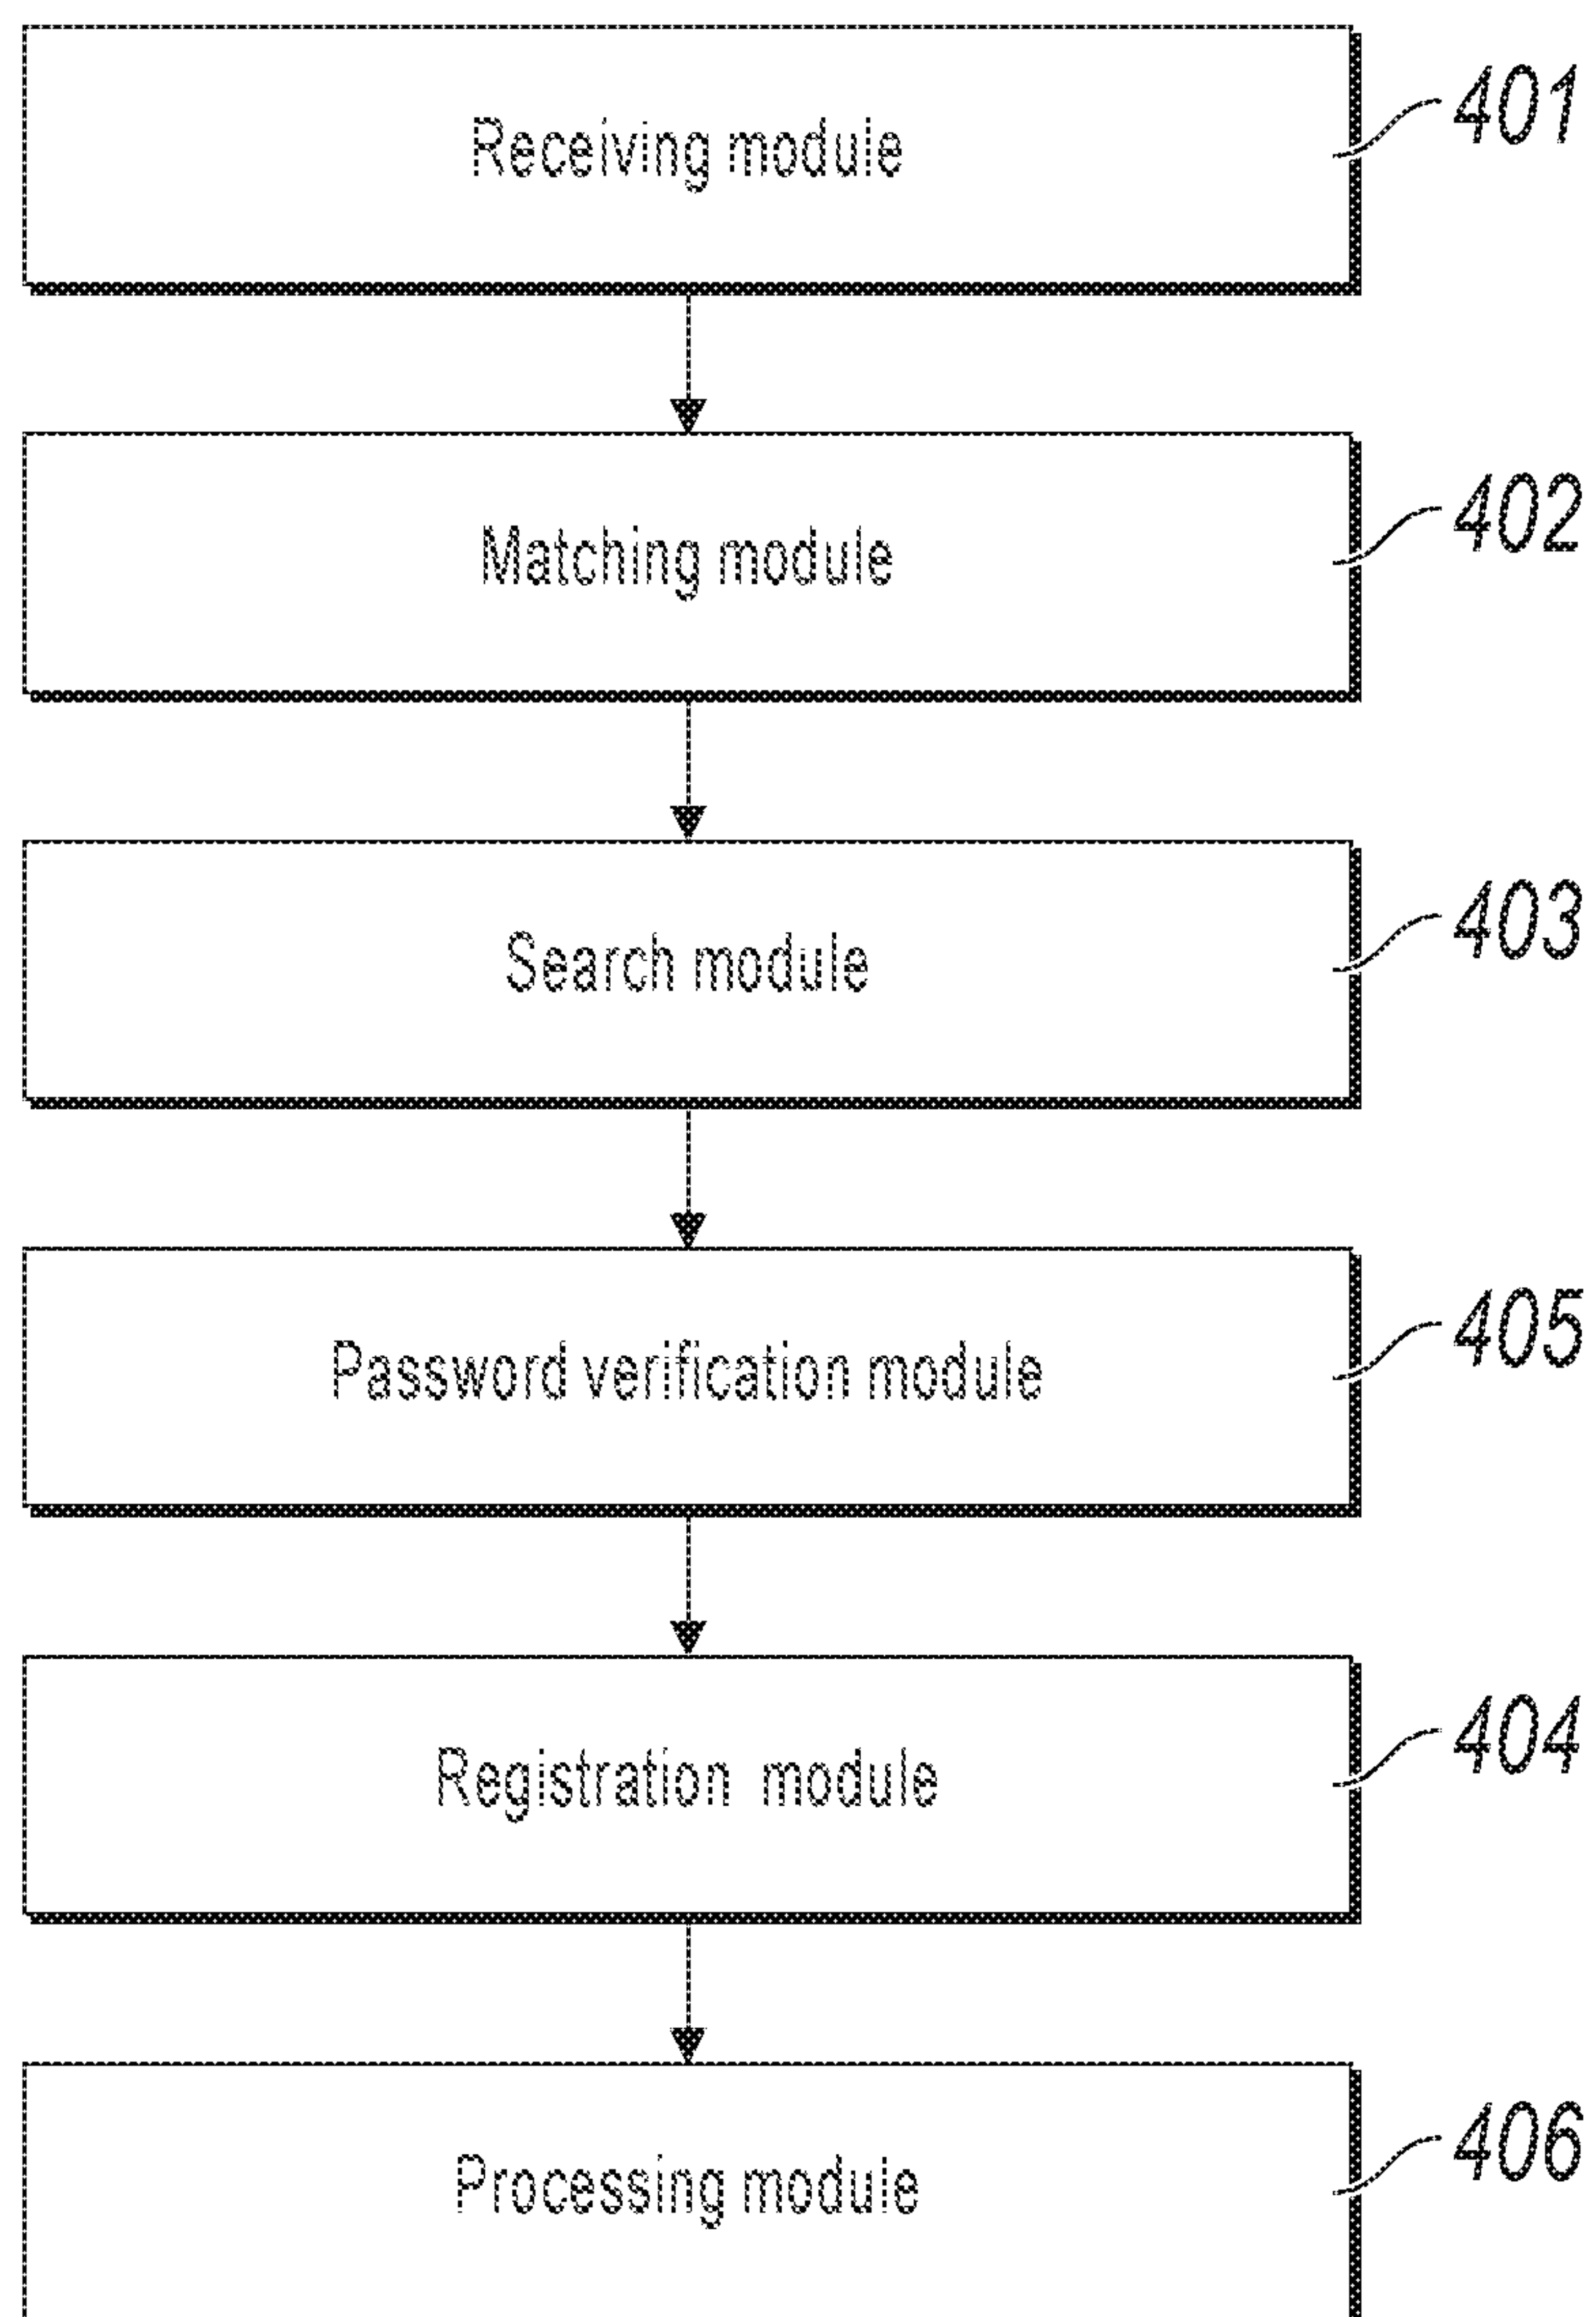 Receiving module
401
Matching module
402
Search module
403
Password verification module
405
Registration module
404
Processing module
406